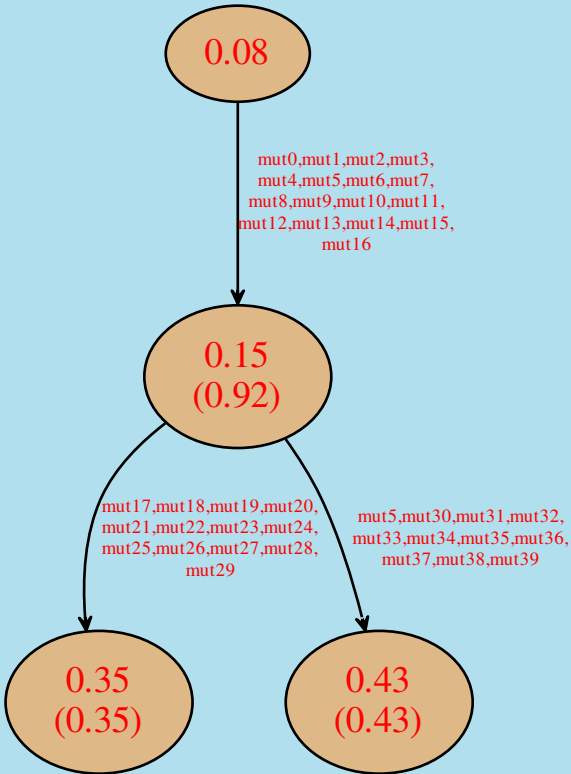 0.08
mut0,mut1,mut2,mut3,
mut4,mut5,mut6,mut7,
mut8,mut9,mut10,mut11,
mut12,mut13,mut14,mut15,
mut16
0.15
(0.92)
mut17,mut18,mut19,mut20,
mut21,mut22,mut23,mut24,
mut25,mut26,mut27,mut28,
mut29
mut5,mut30,mut31,mut32,
mut33,mut34,mut35,mut36,
mut37,mut38,mut39
0.35
(0.35)
0.43
(0.43)